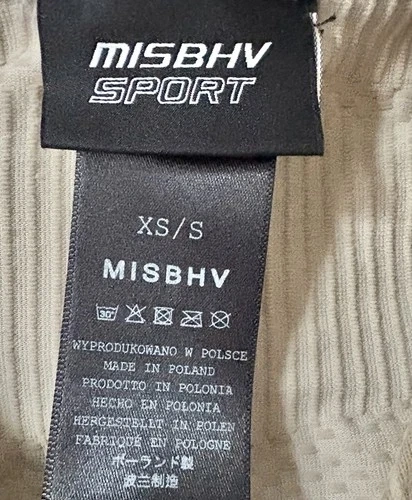 MISBHV
SPORT
XS/S
MISBHV
30°
WYPRODUKOWANO W POLSCE
MADE IN POLAND
PRODOTTO IN POLONIA
HECHO EN POLONIA
HERGESTELLT IN POLEN
FABRIQUÉ EN POLOGNE
ポーランド製
波兰制造